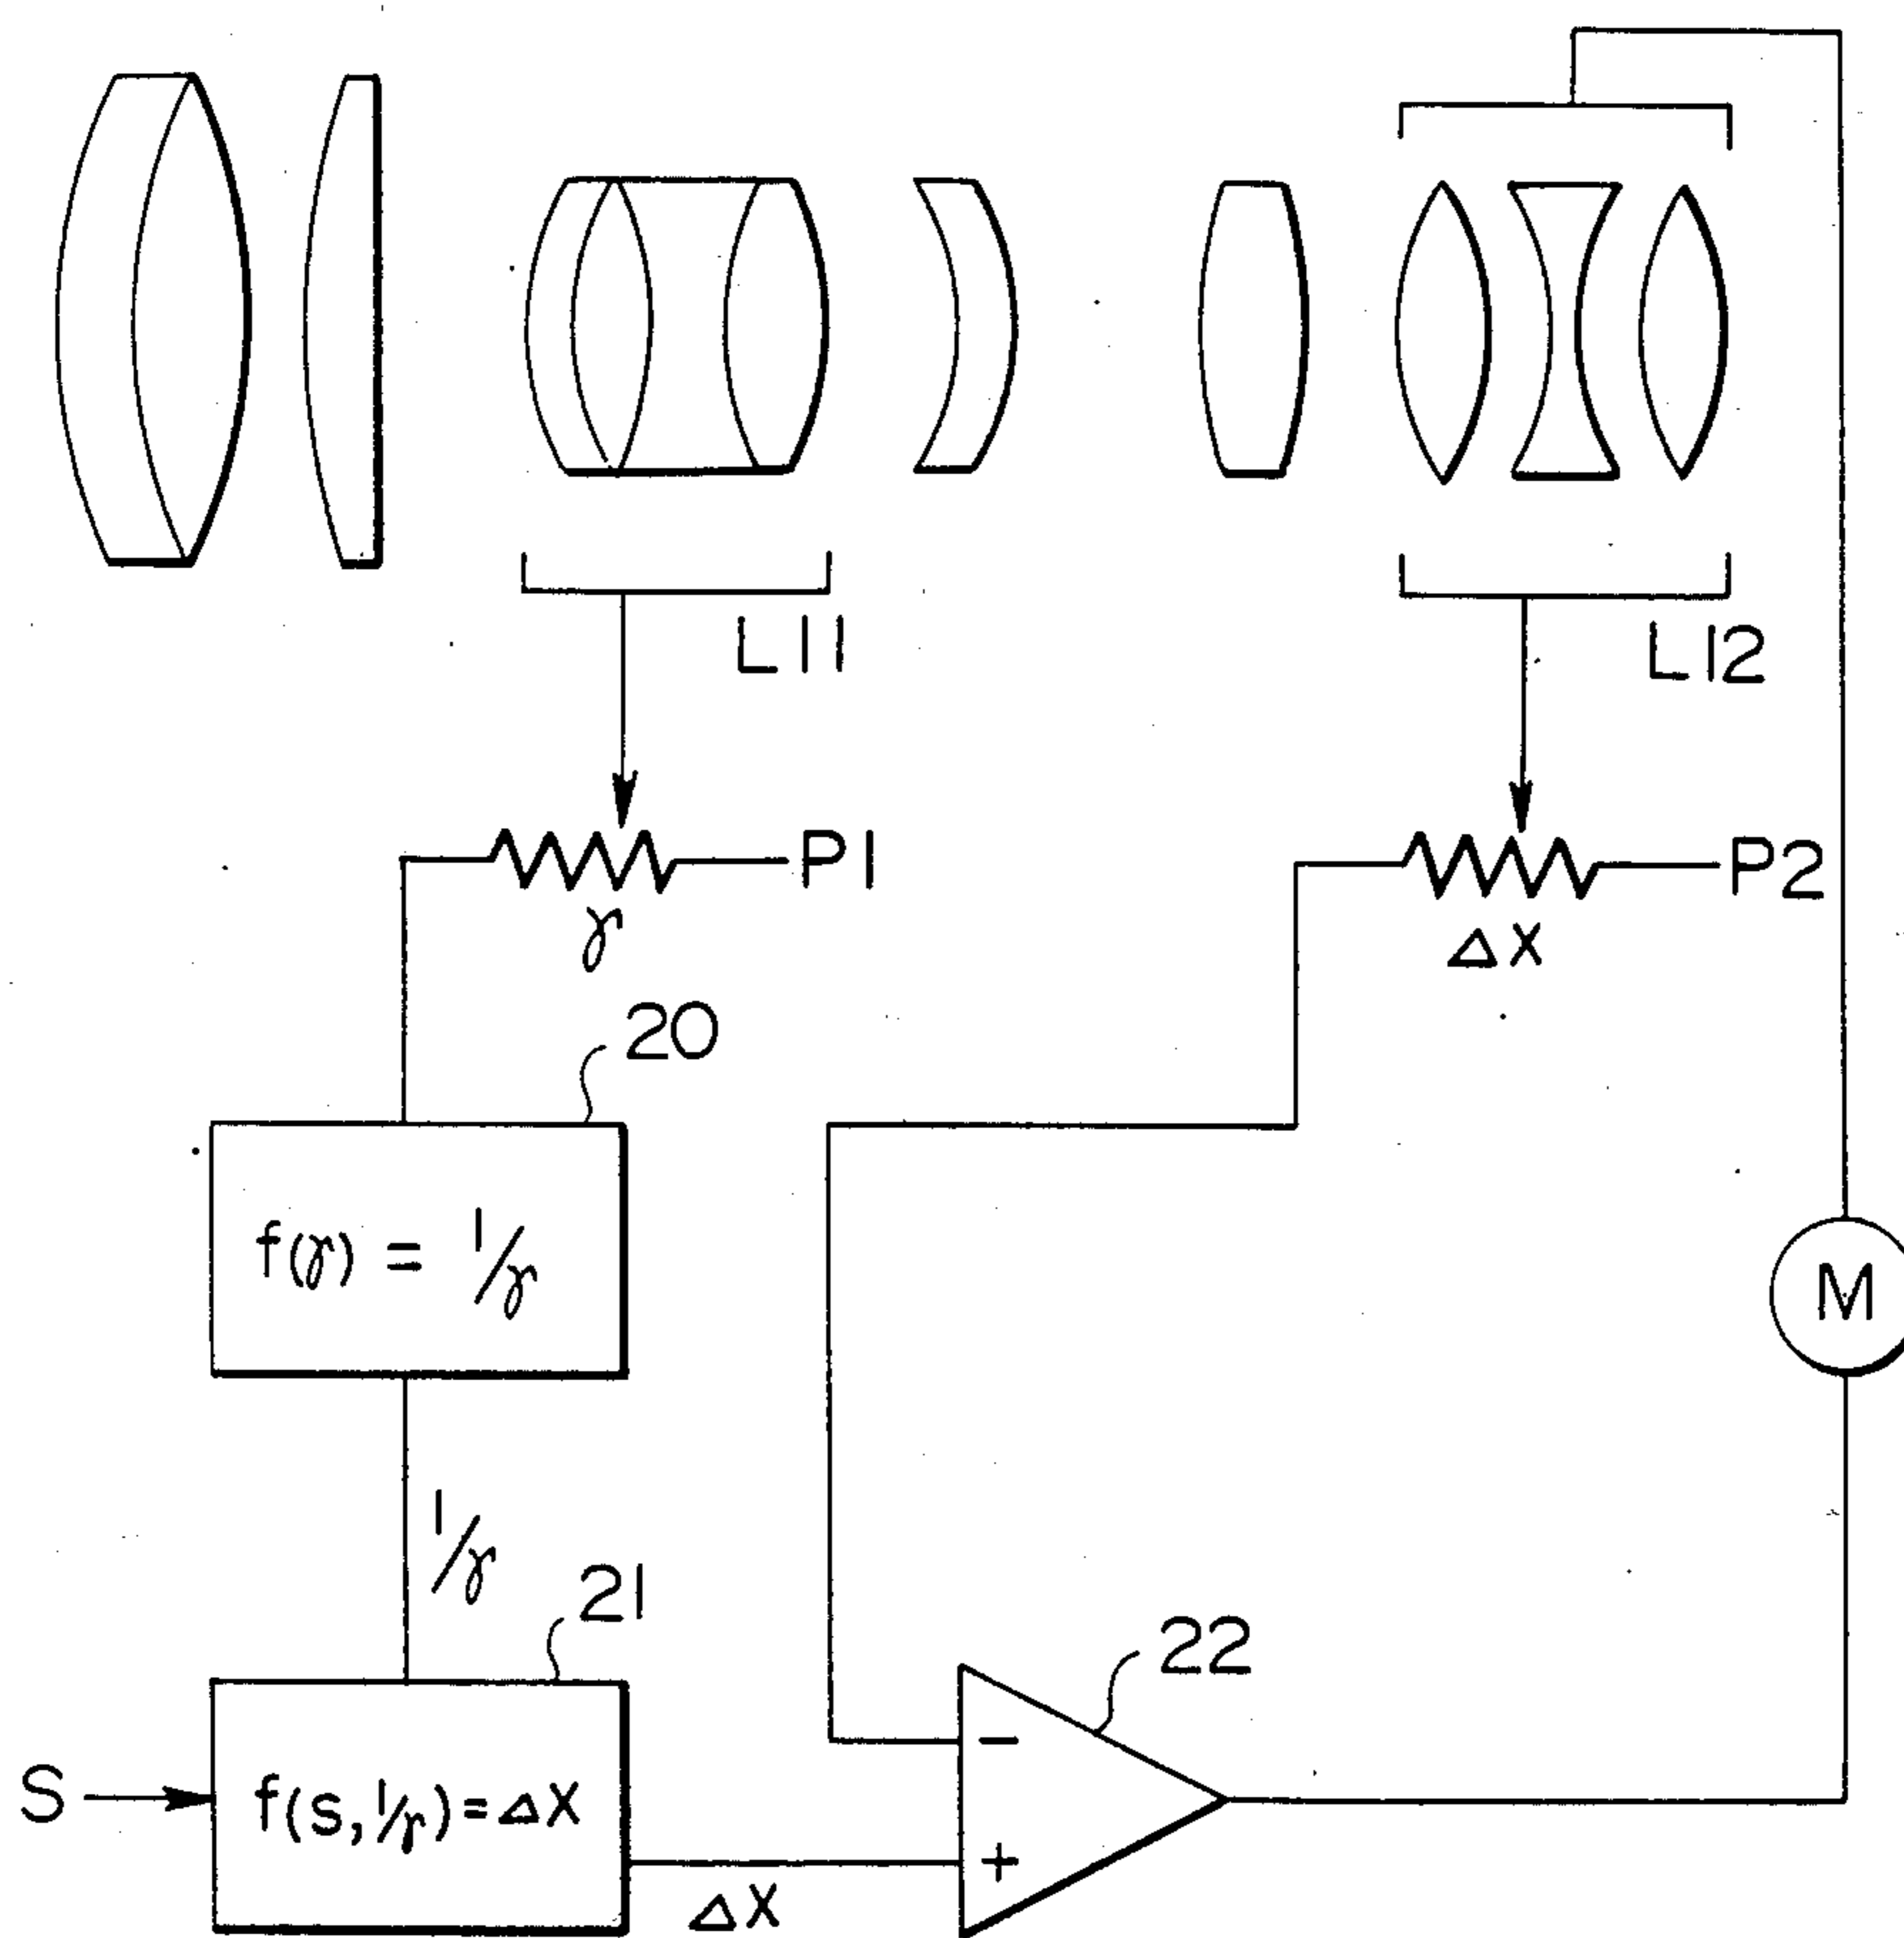 L11
L12
P1
γ
P2
ΔX
20
f(γ) = 1/γ
M
1/γ
21
22
S
f(s, 1/γ) = ΔX
-
+
ΔX